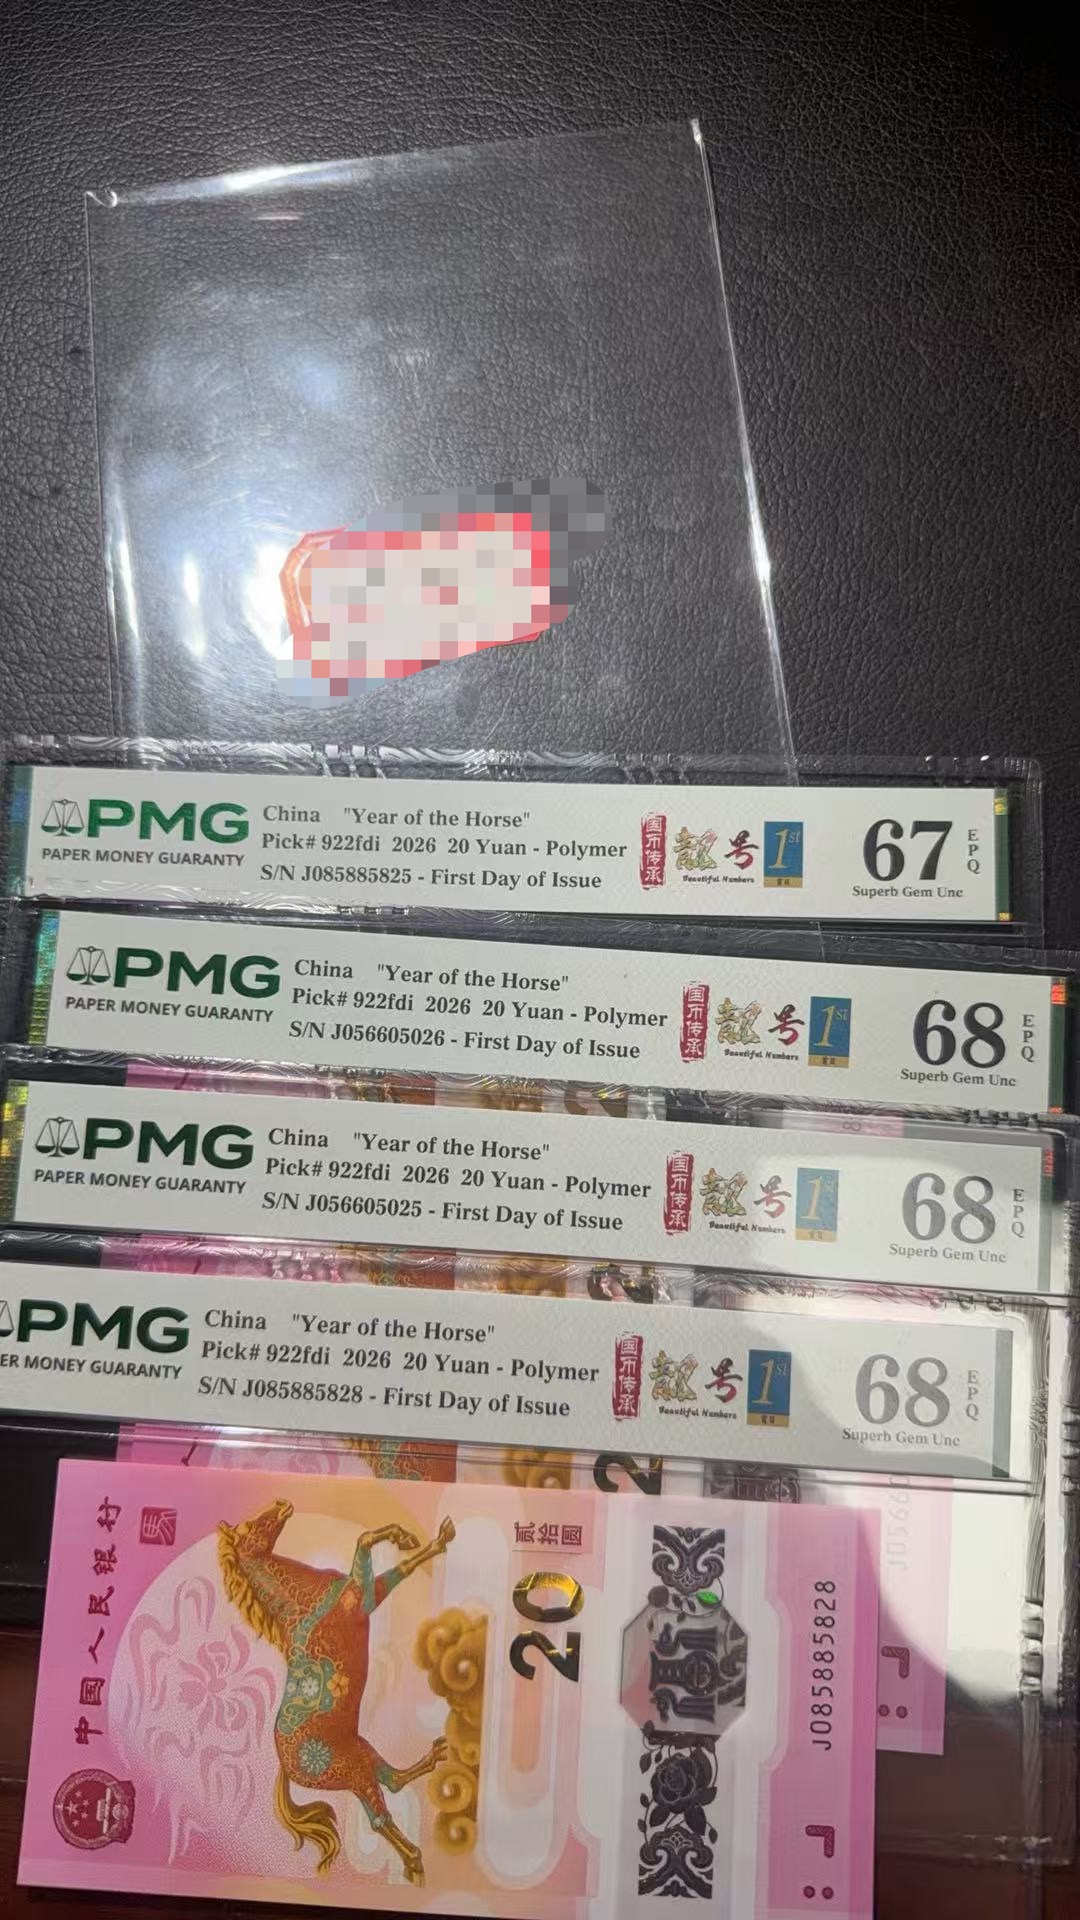 PMG
PAPER MONEY GUARANTY
China "Year of the Horse"
Pick# 922fdi 2026 20 Yuan - Polymer
S/N J085885825 - First Day of Issue
国币传承
靓号
Beautiful Numbers
1st
67
EPQ
Superb Gem Unc
PMG
PAPER MONEY GUARANTY
China "Year of the Horse"
Pick# 922fdi 2026 20 Yuan - Polymer
S/N J056605026 - First Day of Issue
国币传承
靓号
Beautiful Numbers
1st
68
EPQ
Superb Gem Unc
PMG
PAPER MONEY GUARANTY
China "Year of the Horse"
Pick# 922fdi 2026 20 Yuan - Polymer
S/N J056605025 - First Day of Issue
国币传承
靓号
Beautiful Numbers
1st
68
EPQ
Superb Gem Unc
PMG
ER MONEY GUARANTY
China "Year of the Horse"
Pick# 922fdi 2026 20 Yuan - Polymer
S/N J085885828 - First Day of Issue
国币传承
靓号
Beautiful Numbers
1st
68
EPQ
Superb Gem Unc
中国人民银行
贰拾圆
20
J085885828
J0566